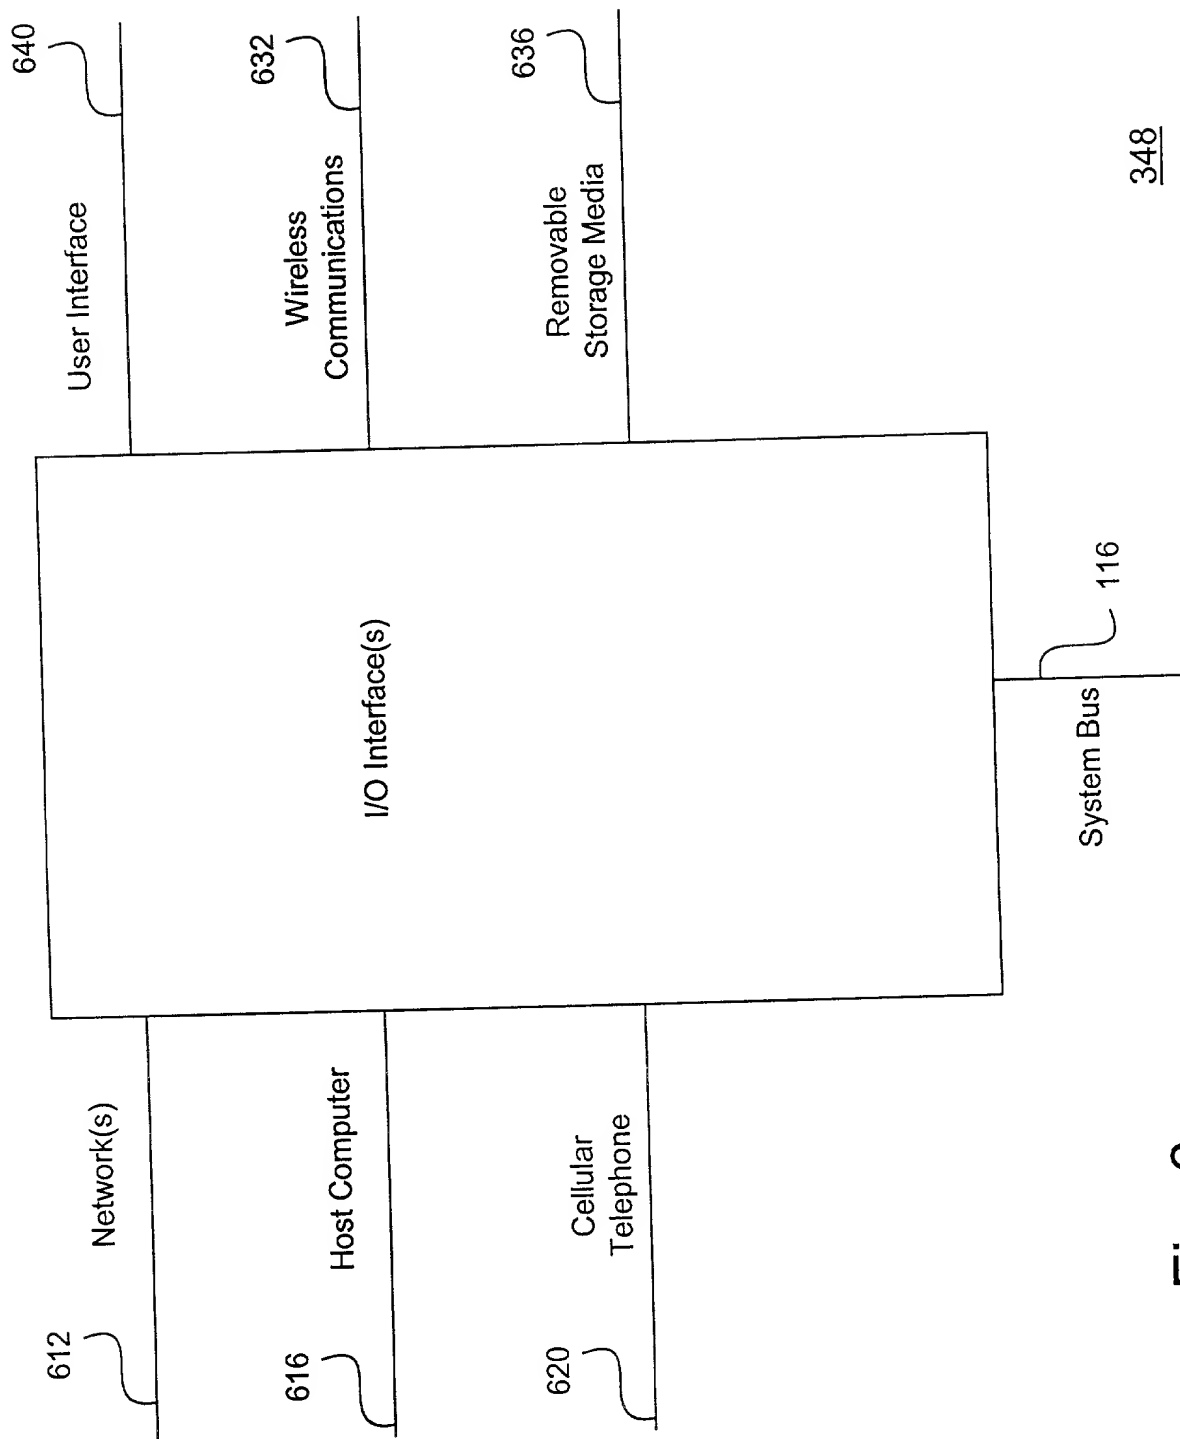 612
640
Network(s)
User Interface
616
632
Host Computer
Wireless
Communications
I/O Interface(s)
620
636
Cellular
Telephone
Removable
Storage Media
System Bus
116
348